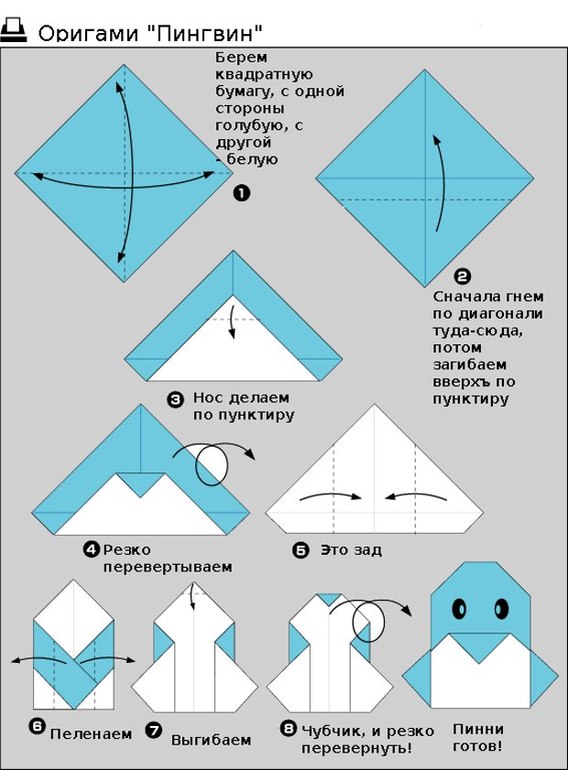 Оригами "Пингвин"
Берем
квадратную
бумагу, с одной
стороны
голубую, с
другой
- белую
1
2
Сначала гнем
по диагонали
туда-сюда,
потом
загибаем
вверхъ по
пунктиру
3 Нос делаем
по пунктиру
4 Резко
перевертываем
5 Это зад
6 Пеленаем
7 Выгибаем
8 Чубчик, и резко
перевернуть!
Пинни
готов!